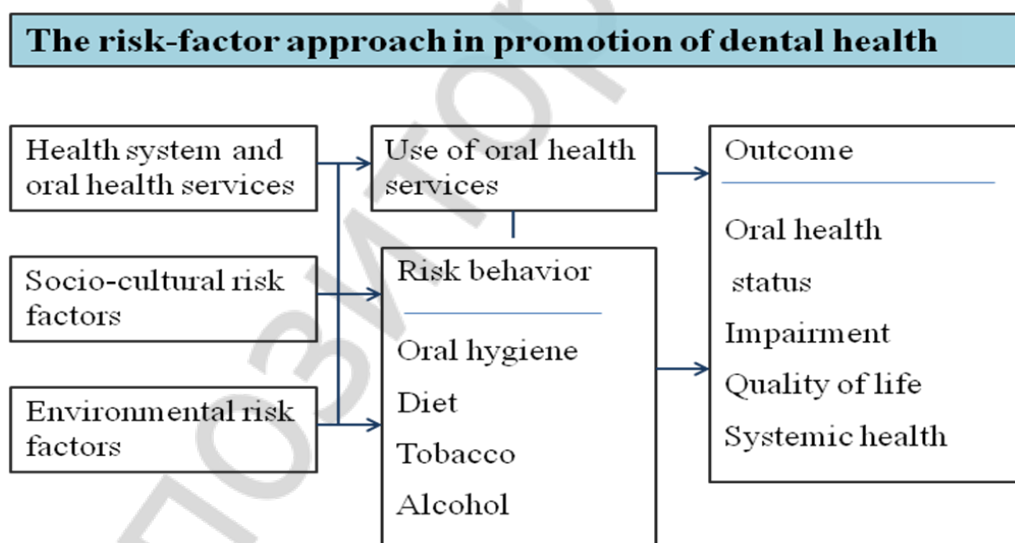 The risk-factor approach in promotion of dental health
Health system and
oral health services
Socio-cultural risk
factors
Environmental risk
factors
Use of oral health
services
Risk behavior
Oral hygiene
Diet
Tobacco
Alcohol
Outcome
Oral health
status
Impairment
Quality of life
Systemic health
позитор